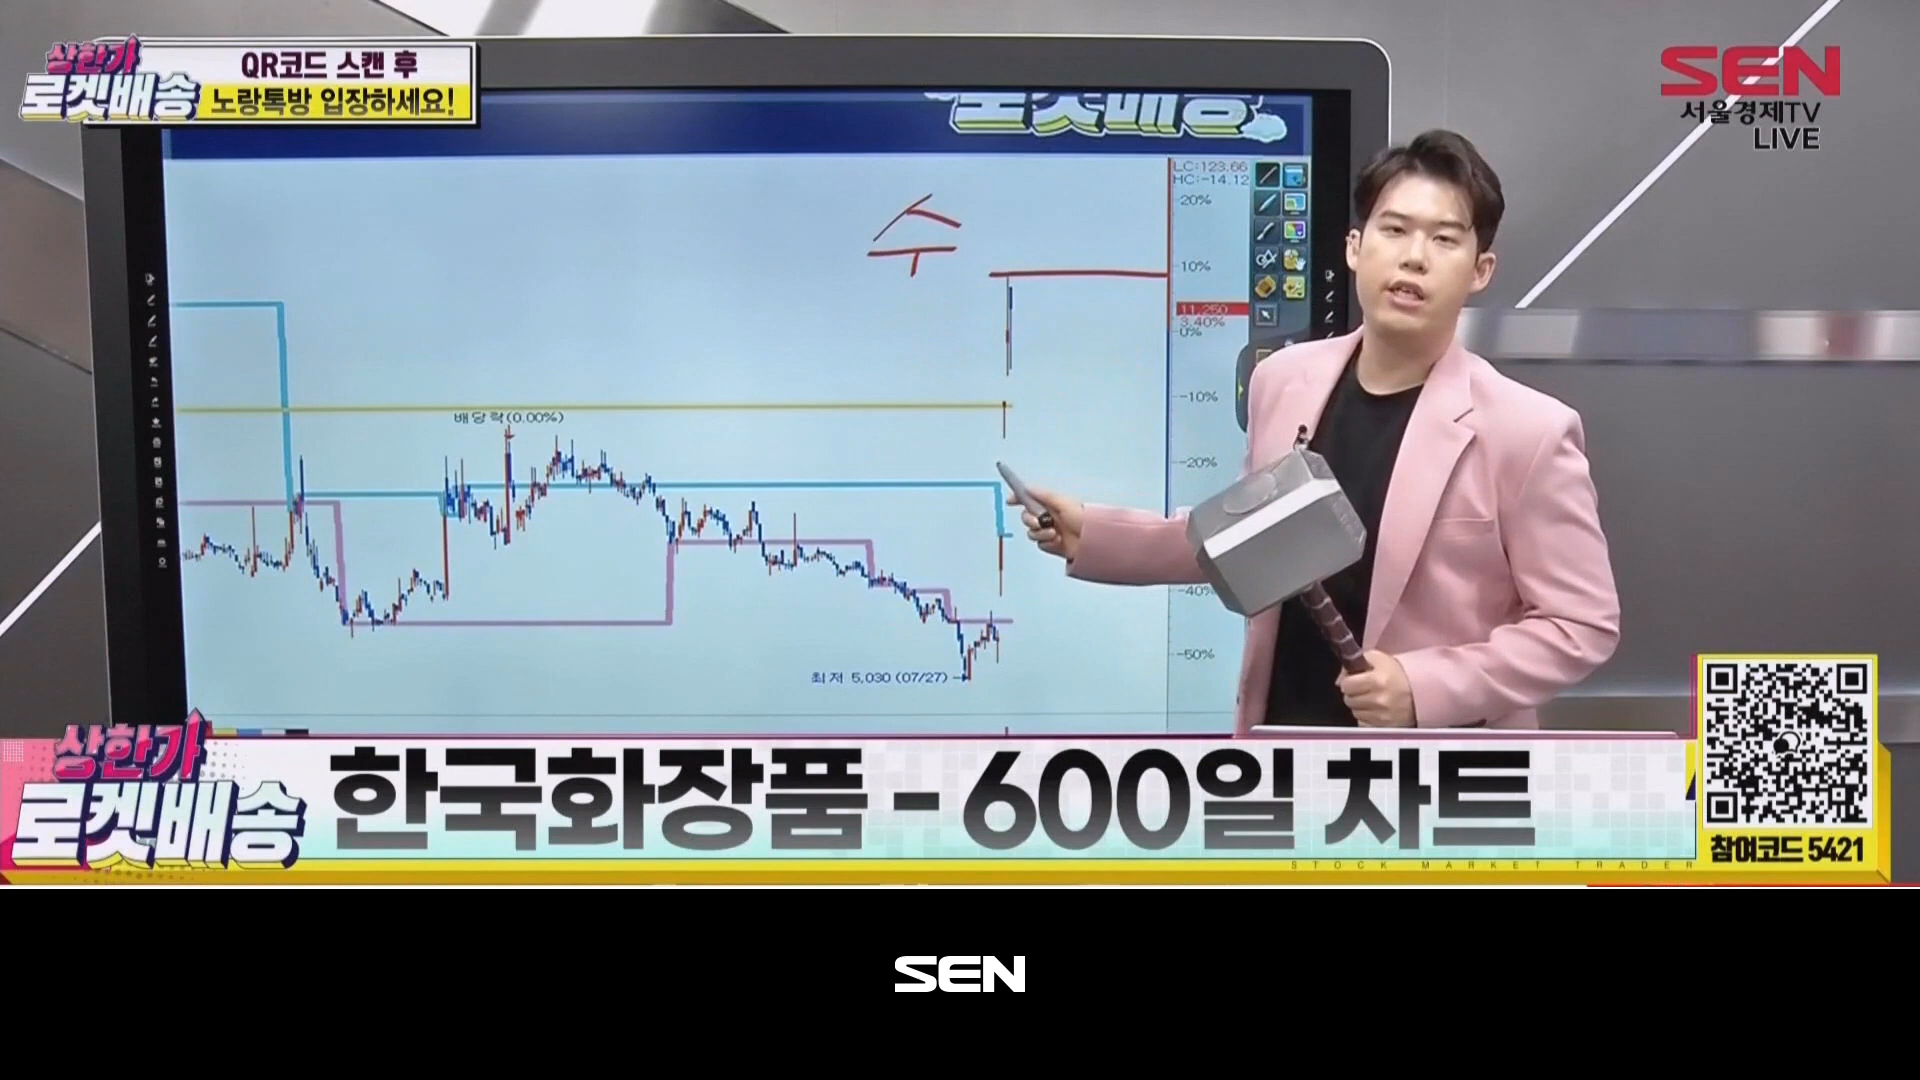 상한가
로켓배송
QR코드 스캔 후
노랑톡방 입장하세요!
SEN
서울경제TV
LIVE
로켓배송
LC:123.66
HC:-14.12
20%
10%
11,250
3.40%
0%
-10%
-20%
-40%
-50%
수
배당락(0.00%)
최저 5,030 (07/27)
상한가
로켓배송
한국화장품 - 600일 차트
STOCK MARKET TRADER
참여코드 5421
SEN